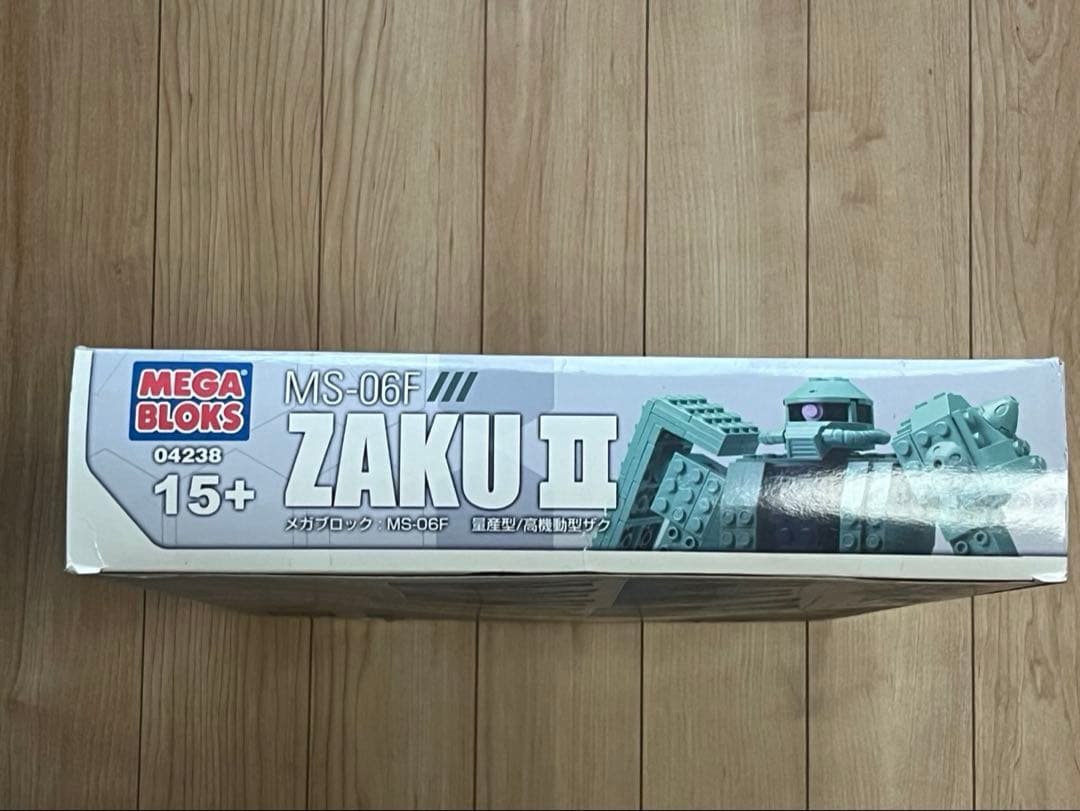 MEGA
BLOKS
04238
15+
MS-06F
ZAKU II
メガブロック : MS-06F 量産型/高機動型ザク